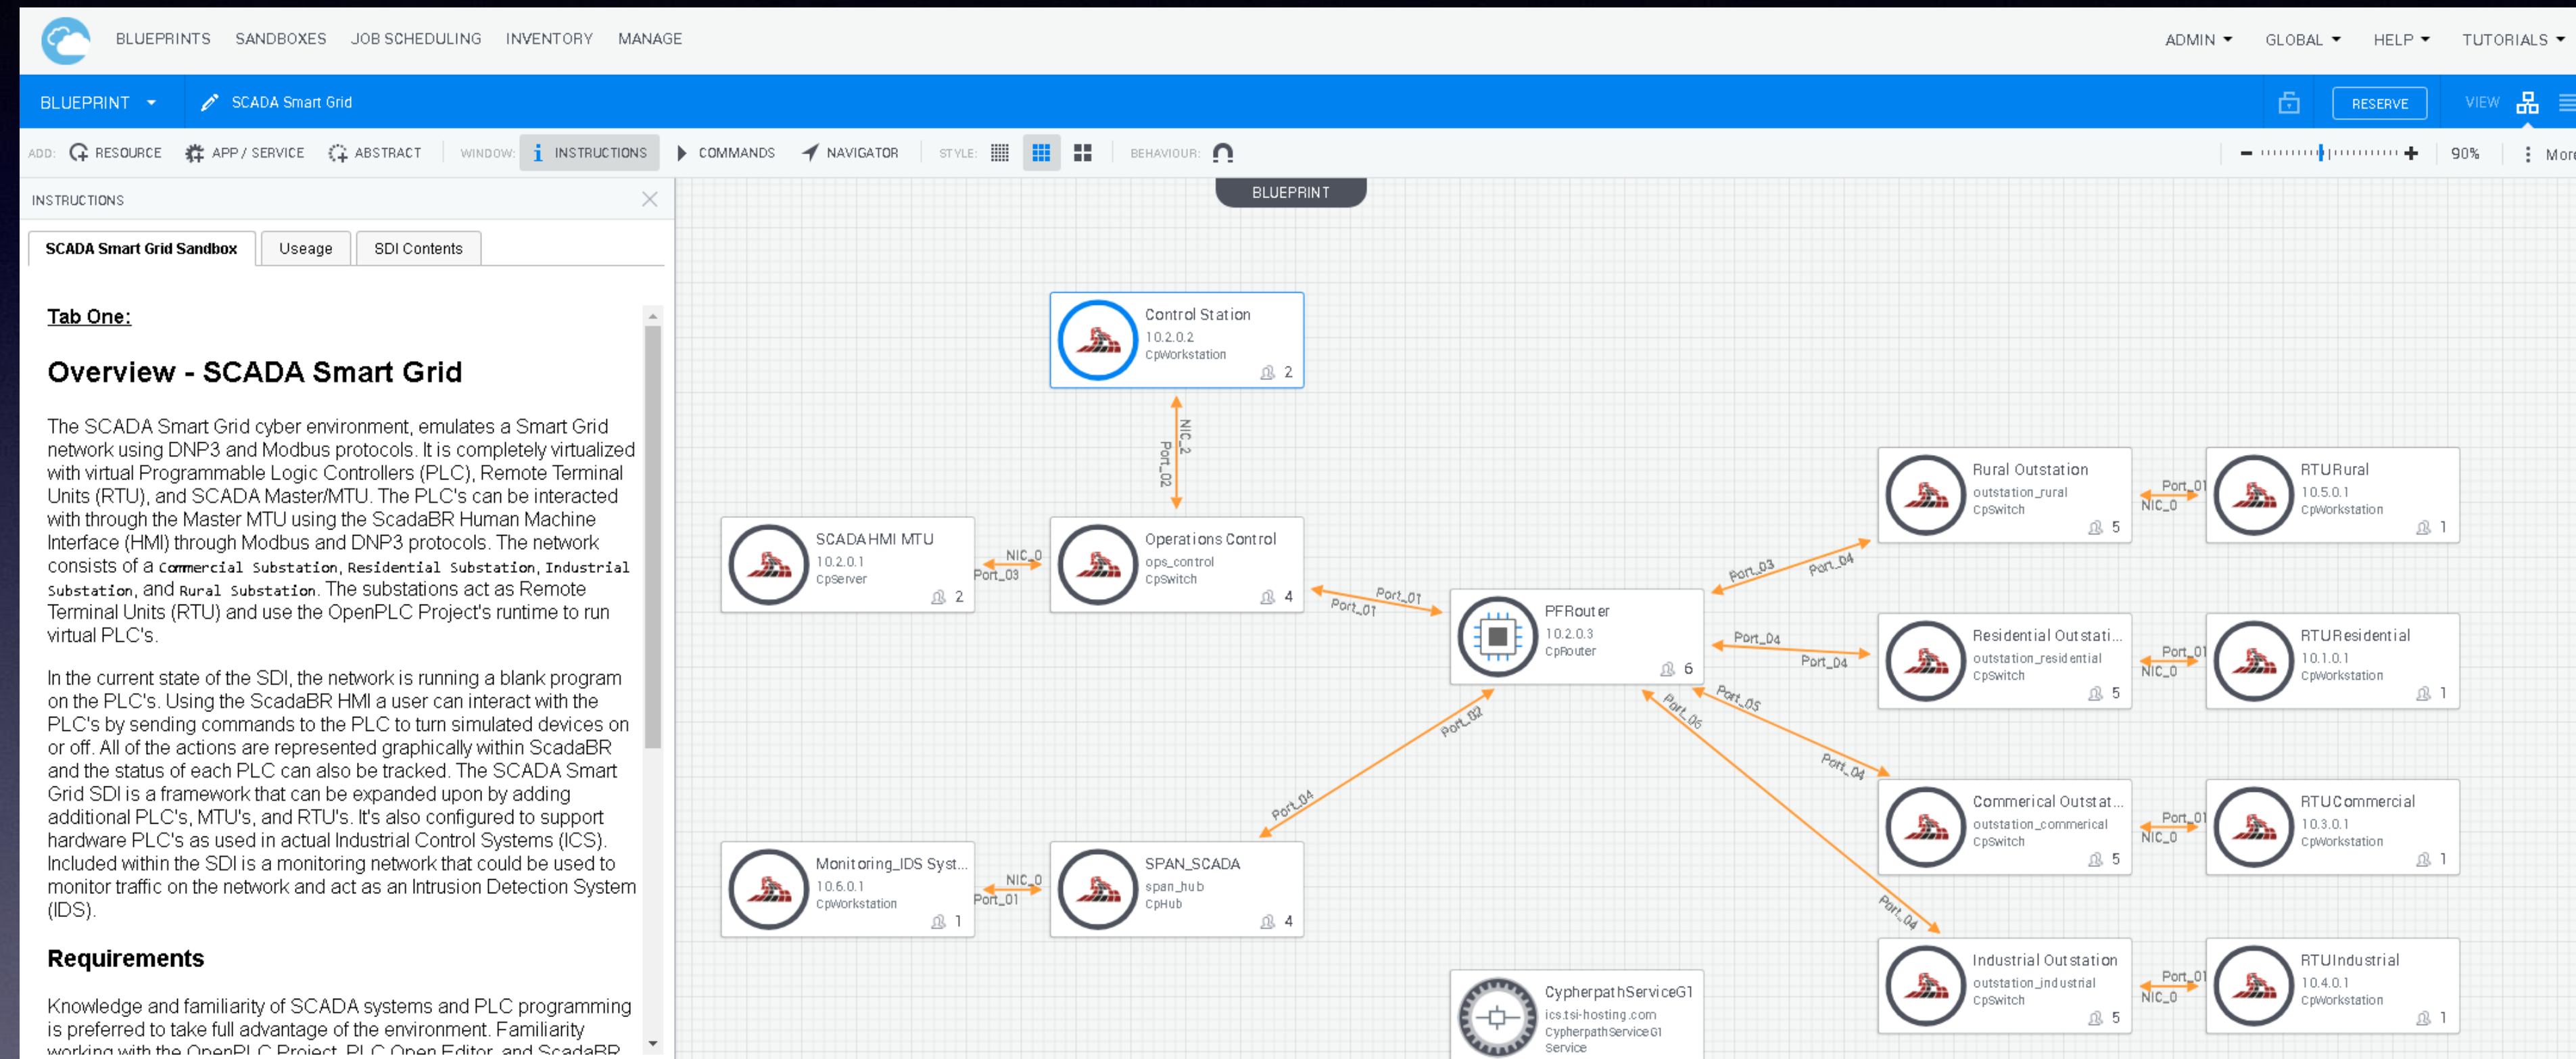 BLUEPRINTS SANDBOXES JOB SCHEDULING INVENTORY MANAGE
ADMIN GLOBAL HELP TUTORIALS
BLUEPRINT SCADA Smart Grid
RESERVE VIEW
ADD: RESOURCE APP / SERVICE ABSTRACT WINDOW: INSTRUCTIONS COMMANDS NAVIGATOR STYLE: BEHAVIOUR:
90% More
INSTRUCTIONS
SCADA Smart Grid Sandbox Useage SDI Contents
Tab One:
Overview - SCADA Smart Grid
The SCADA Smart Grid cyber environment, emulates a Smart Grid
network using DNP3 and Modbus protocols. It is completely virtualized
with virtual Programmable Logic Controllers (PLC), Remote Terminal
Units (RTU), and SCADA Master/MTU. The PLC's can be interacted
with through the Master MTU using the ScadaBR Human Machine
Interface (HMI) through Modbus and DNP3 protocols. The network
consists of a Commercial Substation, Residential Substation, Industrial
Substation, and Rural Substation. The substations act as Remote
Terminal Units (RTU) and use the OpenPLC Project's runtime to run
virtual PLC's.
In the current state of the SDI, the network is running a blank program
on the PLC's. Using the ScadaBR HMI a user can interact with the
PLC's by sending commands to the PLC to turn simulated devices on
or off. All of the actions are represented graphically within ScadaBR
and the status of each PLC can also be tracked. The SCADA Smart
Grid SDI is a framework that can be expanded upon by adding
additional PLC's, MTU's, and RTU's. It's also configured to support
hardware PLC's as used in actual Industrial Control Systems (ICS).
Included within the SDI is a monitoring network that could be used to
monitor traffic on the network and act as an Intrusion Detection System
(IDS).
Requirements
Knowledge and familiarity of SCADA systems and PLC programming
is preferred to take full advantage of the environment. Familiarity
working with the OpenPLC Project, PLC Open Editor, and ScadaBR
BLUEPRINT
Control Station
10.2.0.2
CpWorkstation
2
NIC_2
Port_02
SCADA HMI MTU
10.2.0.1
CpServer
2
NIC_0
Port_03
Operations Control
ops_control
CpSwitch
4
Port_01
Port_01
PFRouter
10.2.0.3
CpRouter
6
Port_03
Port_04
Rural Outstation
outstation_rural
CpSwitch
5
Port_01
NIC_0
RTURural
10.5.0.1
CpWorkstation
1
Port_04
Port_04
Residential Outstati...
outstation_residential
CpSwitch
5
Port_01
NIC_0
RTUResidential
10.1.0.1
CpWorkstation
1
Port_05
Port_04
Commerical Outstat...
outstation_commerical
CpSwitch
5
Port_01
NIC_0
RTUCommercial
10.3.0.1
CpWorkstation
1
Port_06
Port_04
Industrial Outstation
outstation_industrial
CpSwitch
5
Port_01
NIC_0
RTUIndustrial
10.4.0.1
CpWorkstation
1
Port_02
Port_04
Monitoring_IDS Syst...
10.6.0.1
CpWorkstation
1
NIC_0
Port_01
SPAN_SCADA
span_hub
CpHub
4
CypherpathServiceG1
ics.tsi-hosting.com
CypherpathServiceG1
Service